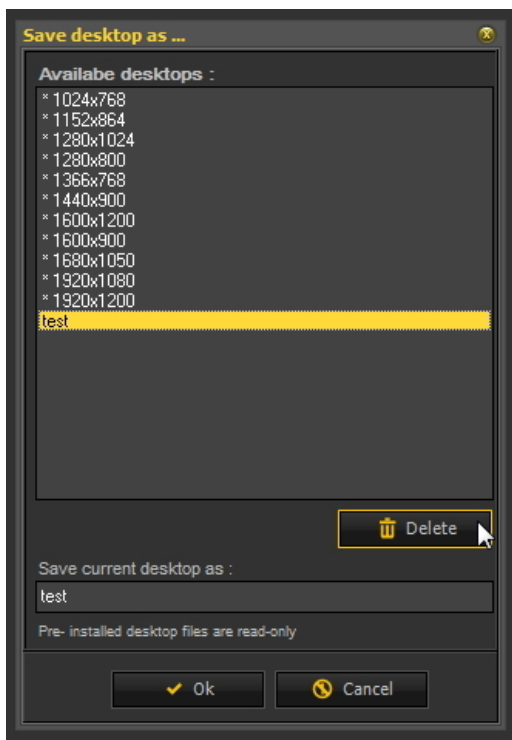 Save desktop as ...
Availabe desktops :
* 1024x768
* 1152x864
* 1280x1024
* 1280x800
* 1366x768
* 1440x900
* 1600x1200
* 1600x900
* 1680x1050
* 1920x1080
* 1920x1200
test
Delete
Save current desktop as :
test
Pre- installed desktop files are read-only
Ok
Cancel